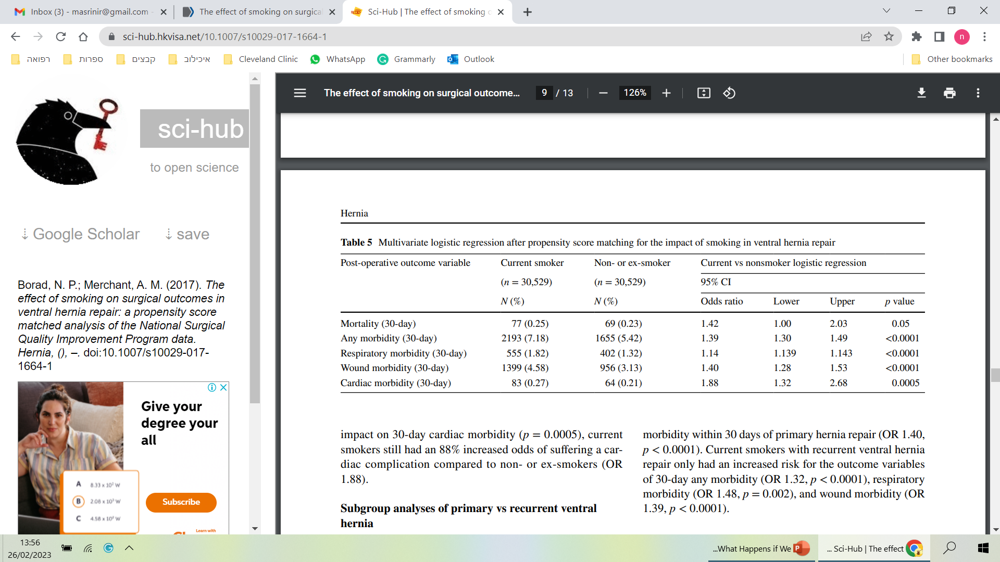 Inbox (3) - masrinir@gmail.com -
The effect of smoking on surgical
Sci-Hub | The effect of smoking o
sci-hub.hkvisa.net/10.1007/s10029-017-1664-1
n
רפואה
ספרות
קבצים
איכילוב
Cleveland Clinic
WhatsApp
Grammarly
Outlook
Other bookmarks
sci-hub
to open science
⇣ Google Scholar
⇣ save
Borad, N. P.; Merchant, A. M. (2017). The
effect of smoking on surgical outcomes in
ventral hernia repair: a propensity score
matched analysis of the National Surgical
Quality Improvement Program data.
Hernia, (), –. doi:10.1007/s10029-017-
1664-1
Give your
degree your
all
A 8.33 x 10² W
B 2.08 x 10³ W
C
Subscribe
Learn with
The effect of smoking on surgical outcome...
9 / 13
126%
Hernia
Table 5 Multivariate logistic regression after propensity score matching for the impact of smoking in ventral hernia repair
Post-operative outcome variable Current smoker Non- or ex-smoker Current vs nonsmoker logistic regression
(n = 30,529) (n = 30,529) 95% CI
N (%) N (%) Odds ratio Lower Upper p value
Mortality (30-day) 77 (0.25) 69 (0.23) 1.42 1.00 2.03 0.05
Any morbidity (30-day) 2193 (7.18) 1655 (5.42) 1.39 1.30 1.49 <0.0001
Respiratory morbidity (30-day) 555 (1.82) 402 (1.32) 1.14 1.139 1.143 <0.0001
Wound morbidity (30-day) 1399 (4.58) 956 (3.13) 1.40 1.28 1.53 <0.0001
Cardiac morbidity (30-day) 83 (0.27) 64 (0.21) 1.88 1.32 2.68 0.0005
impact on 30-day cardiac morbidity (p = 0.0005), current
smokers still had an 88% increased odds of suffering a car-
diac complication compared to non- or ex-smokers (OR
1.88).
Subgroup analyses of primary vs recurrent ventral
hernia
morbidity within 30 days of primary hernia repair (OR 1.40,
p < 0.0001). Current smokers with recurrent ventral hernia
repair only had an increased risk for the outcome variables
of 30-day any morbidity (OR 1.32, p < 0.0001), respiratory
morbidity (OR 1.48, p = 0.002), and wound morbidity (OR
1.39, p < 0.0001).
13:56
26/02/2023
...What Happens if We
... Sci-Hub | The effect